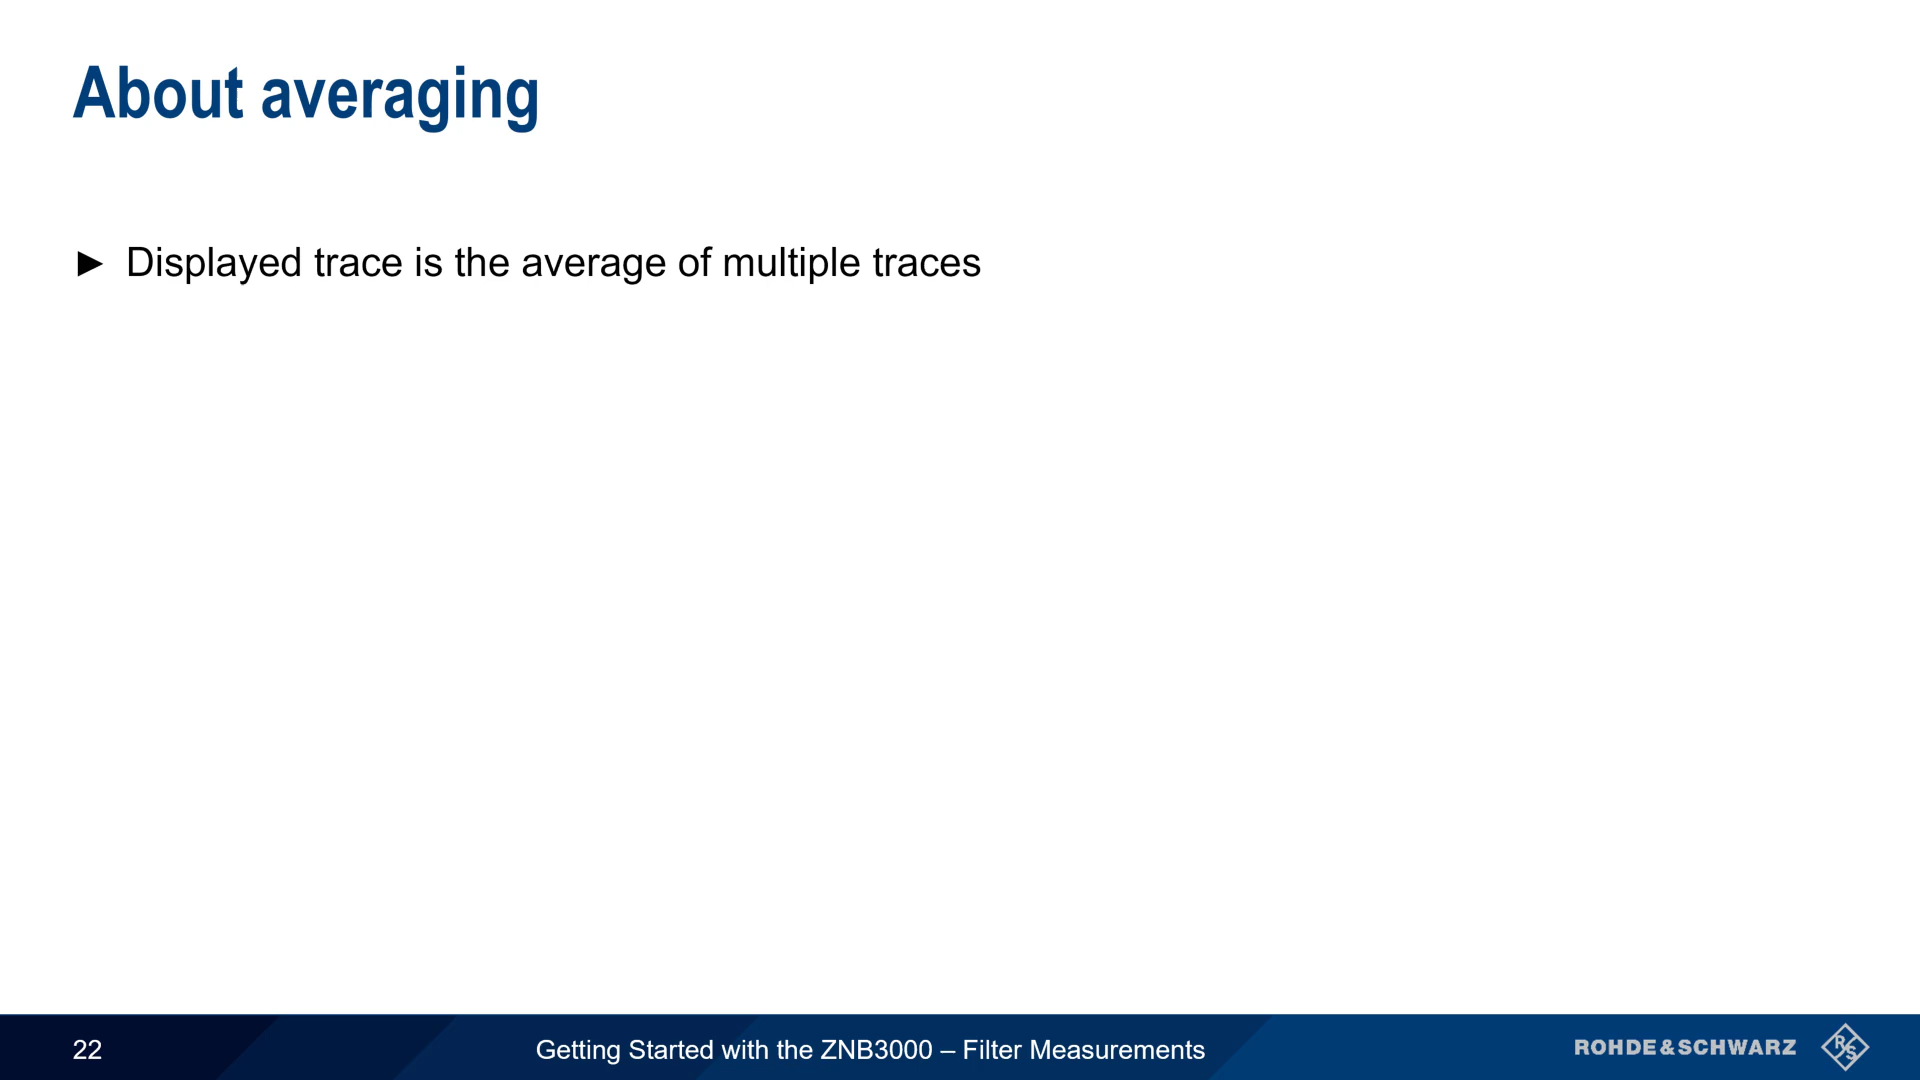 About averaging
► Displayed trace is the average of multiple traces
22
Getting Started with the ZNB3000 – Filter Measurements
ROHDE&SCHWARZ
R&S